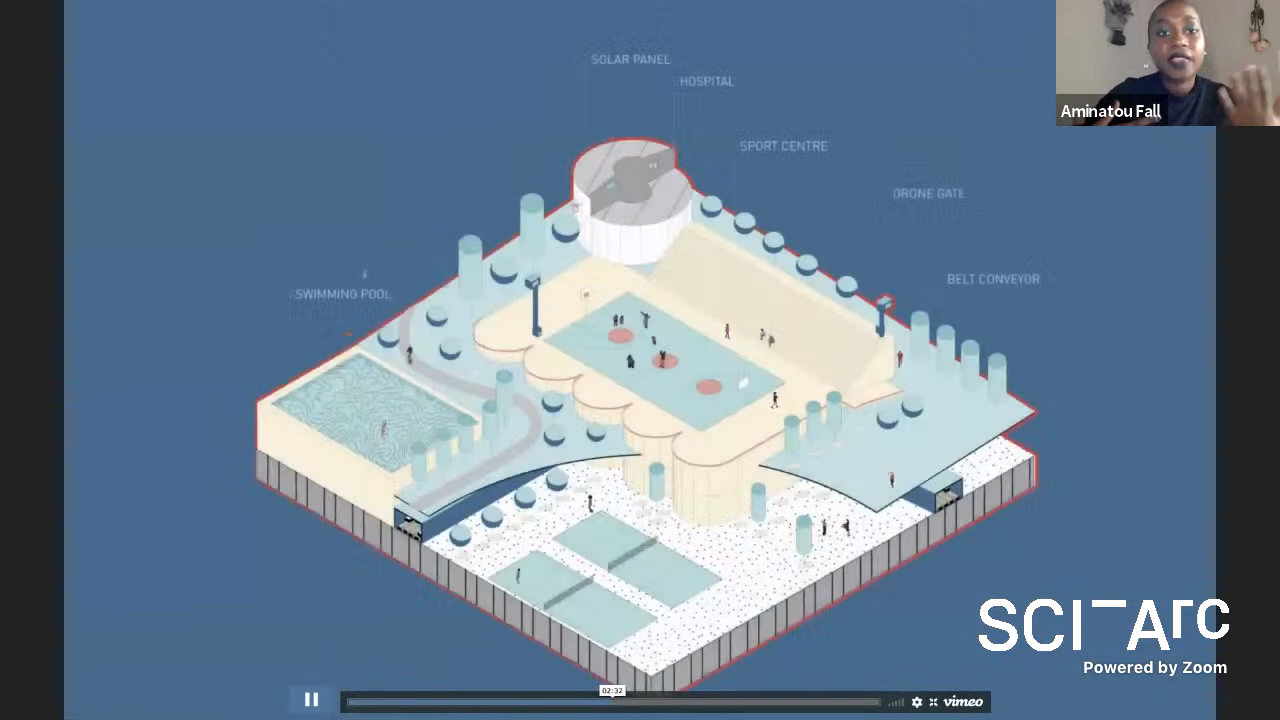 SOLAR PANEL
HOSPITAL
Aminatou Fall
SPORT CENTRE
DRONE GATE
BELT CONVEYOR
SWIMMING POOL
SCI-Arc
Powered by Zoom
02:32
vimeo